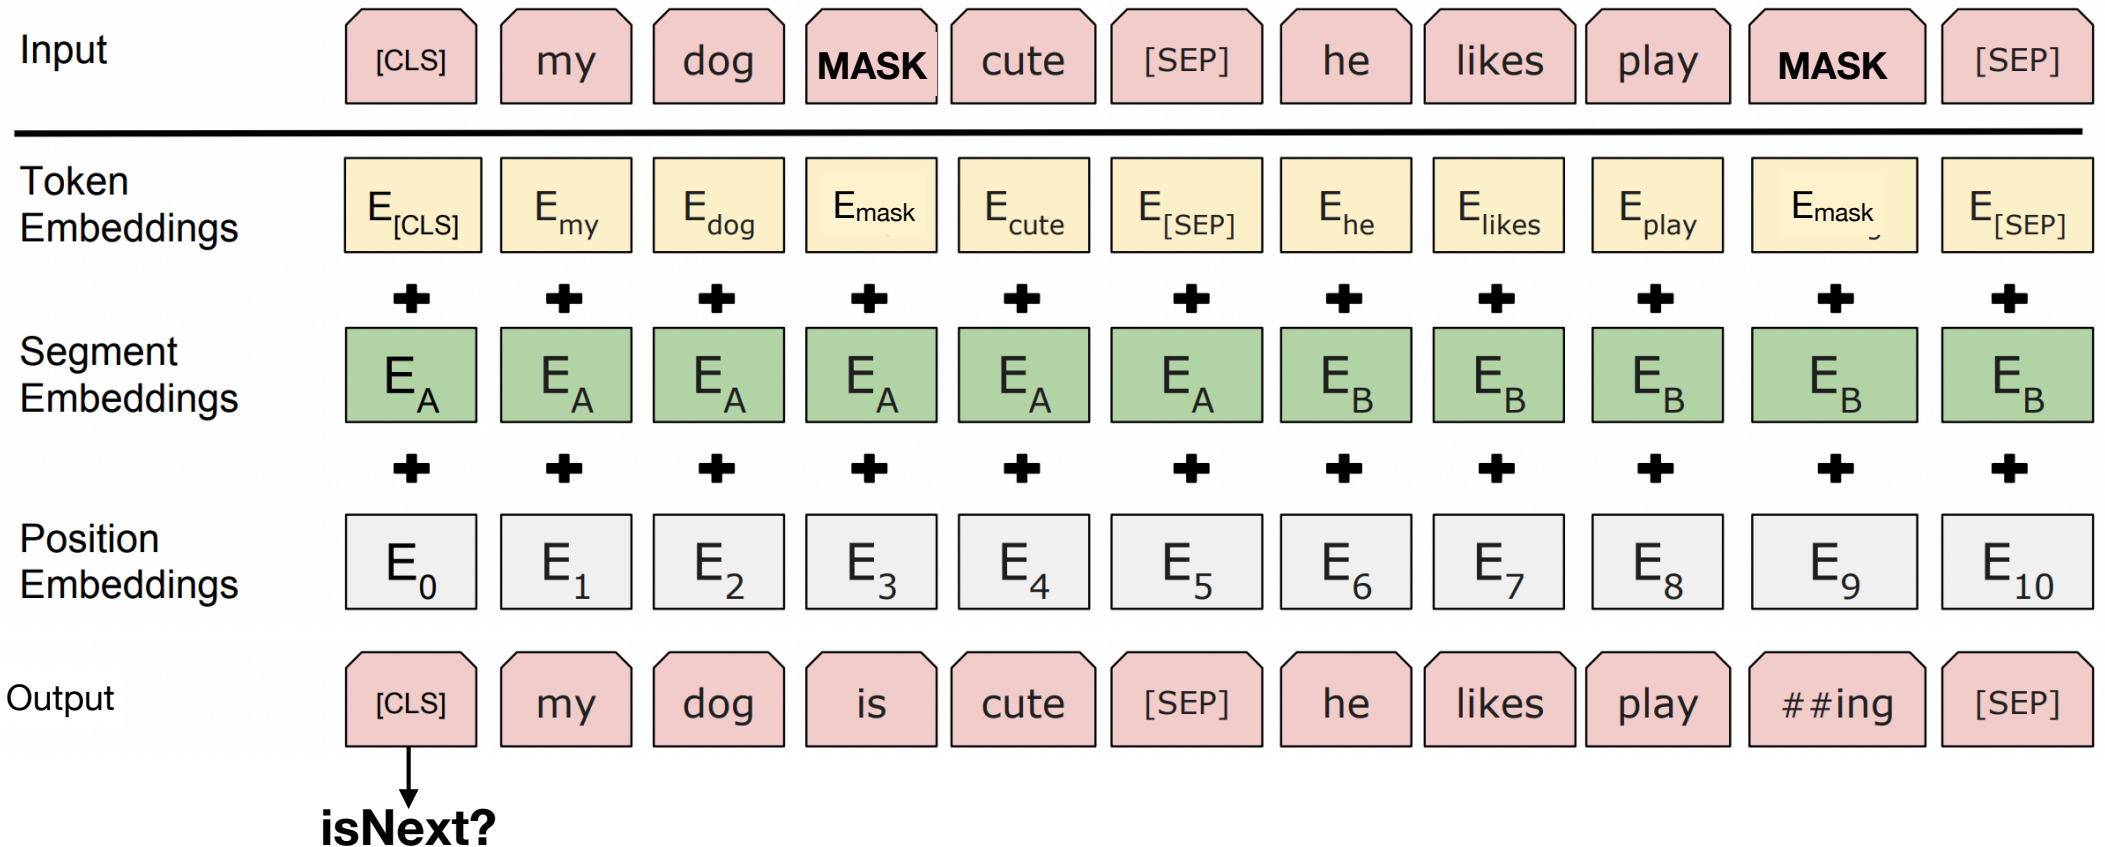 Input [CLS] my dog MASK cute [SEP] he likes play MASK [SEP]
Token Embeddings E[CLS] Emy Edog Emask Ecute E[SEP] Ehe Elikes Eplay Emask E[SEP]
+ + + + + + + + + + +
Segment Embeddings EA EA EA EA EA EA EB EB EB EB EB
+ + + + + + + + + + +
Position Embeddings E0 E1 E2 E3 E4 E5 E6 E7 E8 E9 E10
Output [CLS] my dog is cute [SEP] he likes play ##ing [SEP]
isNext?